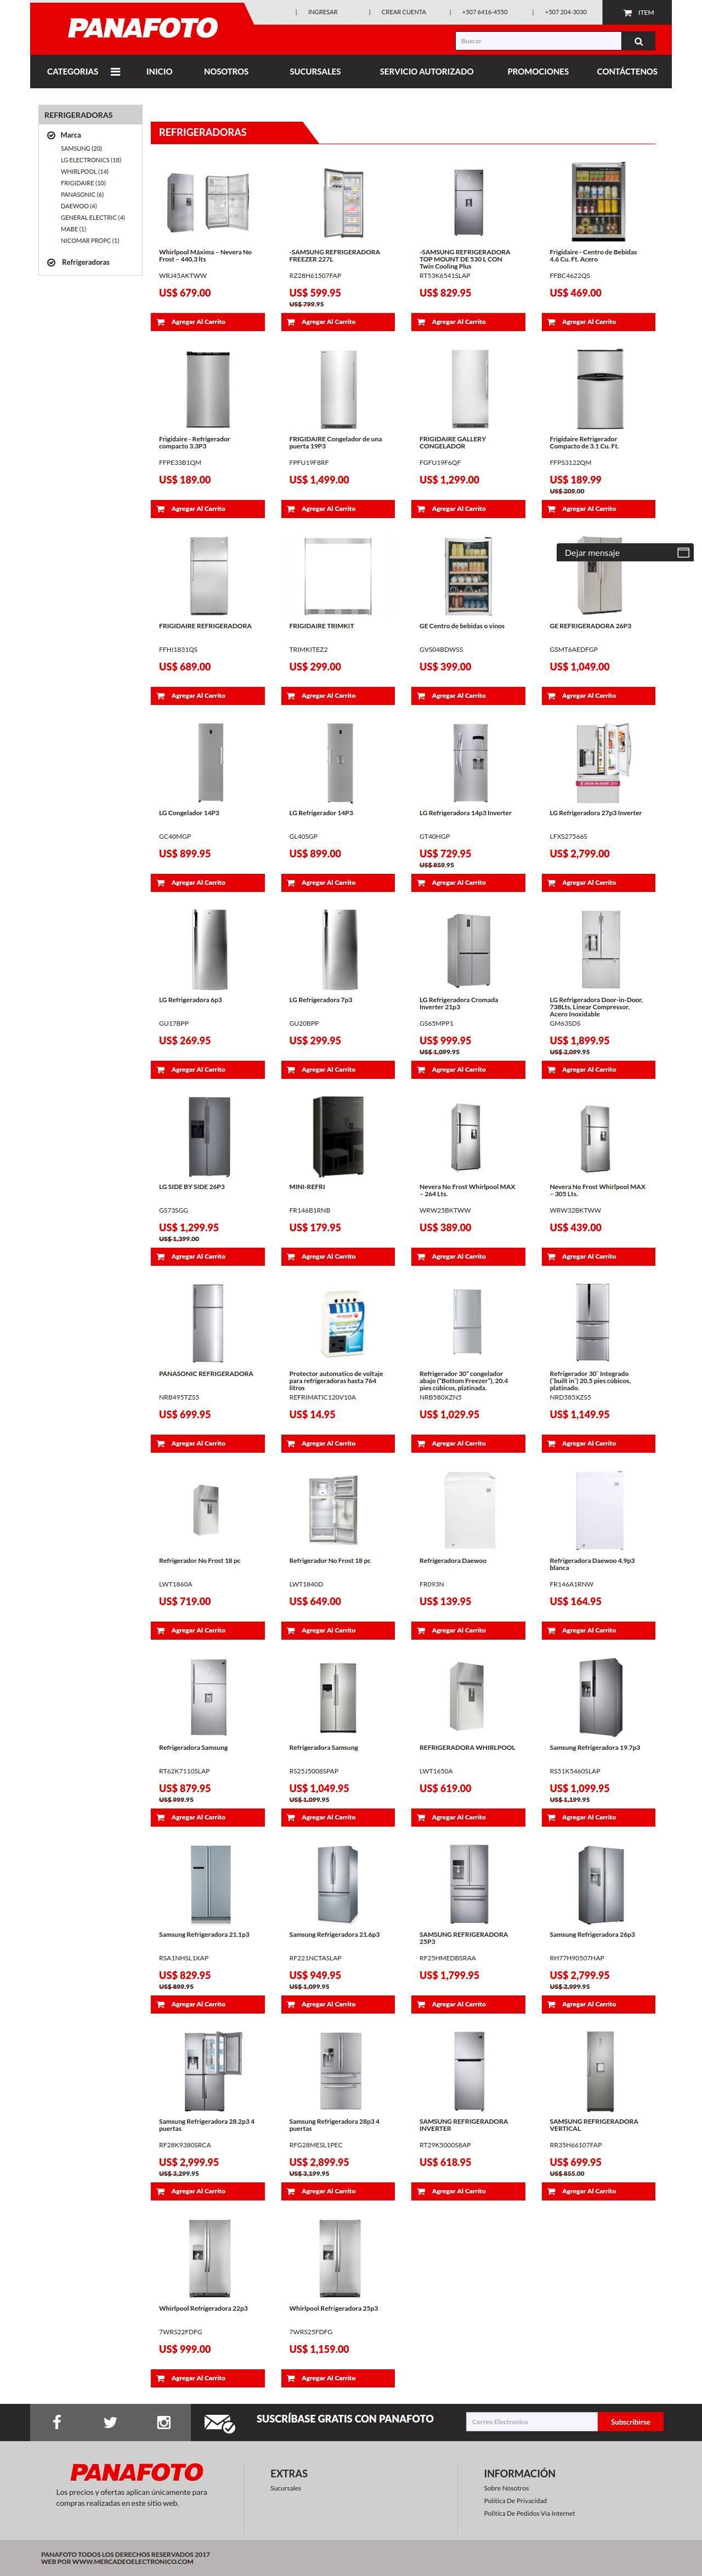 PANAFOTO
| INGRESAR | CREAR CUENTA | +507 6416-4550 | +507 204-3030
ITEM
Buscar
CATEGORIAS INICIO NOSOTROS SUCURSALES SERVICIO AUTORIZADO PROMOCIONES CONTÁCTENOS
REFRIGERADORAS
Marca
SAMSUNG (20)
LG ELECTRONICS (18)
WHIRLPOOL (14)
FRIGIDAIRE (10)
PANASONIC (6)
DAEWOO (4)
GENERAL ELECTRIC (4)
MABE (1)
NICOMAR PROPC (1)
Refrigeradoras
REFRIGERADORAS
Whirlpool Máxima – Nevera No
Frost – 440,3 lts
WRJ45AKTWW
US$ 679.00
Agregar Al Carrito
-SAMSUNG REFRIGERADORA
FREEZER 227L
RZ28H61507FAP
US$ 599.95
US$ 799.95
Agregar Al Carrito
-SAMSUNG REFRIGERADORA
TOP MOUNT DE 530 L CON
Twin Cooling Plus
RT53K6541SLAP
US$ 829.95
Agregar Al Carrito
Frigidaire - Centro de Bebidas
4.6 Cu. Ft. Acero
FFBC4622QS
US$ 469.00
Agregar Al Carrito
Frigidaire - Refrigerador
compacto 3.3P3
FFPE33B1QM
US$ 189.00
Agregar Al Carrito
FRIGIDAIRE Congelador de una
puerta 19P3
FPFU19F8RF
US$ 1,499.00
Agregar Al Carrito
FRIGIDAIRE GALLERY
CONGELADOR
FGFU19F6QF
US$ 1,299.00
Agregar Al Carrito
Frigidaire Refrigerador
Compacto de 3.1 Cu. Ft.
FFPS3122QM
US$ 189.99
US$ 209.00
Agregar Al Carrito
Dejar mensaje
FRIGIDAIRE REFRIGERADORA
FFHI1831QS
US$ 689.00
Agregar Al Carrito
FRIGIDAIRE TRIMKIT
TRIMKITEZ2
US$ 299.00
Agregar Al Carrito
GE Centro de bebidas o vinos
GVS04BDWSS
US$ 399.00
Agregar Al Carrito
GE REFRIGERADORA 26P3
GSMT6AEDFGP
US$ 1,049.00
Agregar Al Carrito
LG Congelador 14P3
GC40MGP
US$ 899.95
Agregar Al Carrito
LG Refrigerador 14P3
GL40SGP
US$ 899.00
Agregar Al Carrito
LG Refrigeradora 14p3 Inverter
GT40HGP
US$ 729.95
US$ 859.95
Agregar Al Carrito
LG Refrigeradora 27p3 Inverter
LFXS27566S
US$ 2,799.00
Agregar Al Carrito
LG Refrigeradora 6p3
GU17BPP
US$ 269.95
Agregar Al Carrito
LG Refrigeradora 7p3
GU20BPP
US$ 299.95
Agregar Al Carrito
LG Refrigeradora Cromada
Inverter 21p3
GS65MPP1
US$ 999.95
US$ 1,099.95
Agregar Al Carrito
LG Refrigeradora Door-in-Door,
738Lts, Linear Compressor,
Acero Inoxidable
GM63SDS
US$ 1,899.95
US$ 2,099.95
Agregar Al Carrito
LG SIDE BY SIDE 26P3
GS73SGG
US$ 1,299.95
US$ 1,399.00
Agregar Al Carrito
MINI-REFRI
FR146B1RNB
US$ 179.95
Agregar Al Carrito
Nevera No Frost Whirlpool MAX
– 264 Lts.
WRW25BKTWW
US$ 389.00
Agregar Al Carrito
Nevera No Frost Whirlpool MAX
– 305 Lts.
WRW32BKTWW
US$ 439.00
Agregar Al Carrito
PANASONIC REFRIGERADORA
NRB495TZS5
US$ 699.95
Agregar Al Carrito
Protector automatico de voltaje
para refrigeradoras hasta 764
litros
REFRIMATIC120V10A
US$ 14.95
Agregar Al Carrito
Refrigerador 30" congelador
abajo ("Bottom Freezer"), 20.4
pies cúbicos, platinada.
NRB580XZN5
US$ 1,029.95
Agregar Al Carrito
Refrigerador 30¨ Integrado
(¨built in¨) 20.5 pies cúbicos,
platinado.
NRD585XZS5
US$ 1,149.95
Agregar Al Carrito
Refrigerador No Frost 18 pc
LWT1860A
US$ 719.00
Agregar Al Carrito
Refrigerador No Frost 18 pc
LWT1840D
US$ 649.00
Agregar Al Carrito
Refrigeradora Daewoo
FR093N
US$ 139.95
Agregar Al Carrito
Refrigeradora Daewoo 4.9p3
blanca
FR146A1RNW
US$ 164.95
Agregar Al Carrito
Refrigeradora Samsung
RT62K7110SLAP
US$ 879.95
US$ 999.95
Agregar Al Carrito
Refrigeradora Samsung
RS25J5008SPAP
US$ 1,049.95
US$ 1,099.95
Agregar Al Carrito
REFRIGERADORA WHIRLPOOL
LWT1650A
US$ 619.00
Agregar Al Carrito
Samsung Refrigeradora 19.7p3
RS51K5460SLAP
US$ 1,099.95
US$ 1,199.95
Agregar Al Carrito
Samsung Refrigeradora 21.1p3
RSA1NHSL1XAP
US$ 829.95
US$ 899.95
Agregar Al Carrito
Samsung Refrigeradora 21.6p3
RF221NCTASLAP
US$ 949.95
US$ 1,099.95
Agregar Al Carrito
SAMSUNG REFRIGERADORA
25P3
RF25HMEDBSRAA
US$ 1,799.95
Agregar Al Carrito
Samsung Refrigeradora 26p3
RH77H90507HAP
US$ 2,799.95
US$ 2,999.95
Agregar Al Carrito
Samsung Refrigeradora 28.2p3 4
puertas
RF28K9380SRCA
US$ 2,999.95
US$ 3,299.95
Agregar Al Carrito
Samsung Refrigeradora 28p3 4
puertas
RFG28MESL1PEC
US$ 2,899.95
US$ 3,199.95
Agregar Al Carrito
SAMSUNG REFRIGERADORA
INVERTER
RT29K5000S8AP
US$ 618.95
Agregar Al Carrito
SAMSUNG REFRIGERADORA
VERTICAL
RR35H66107FAP
US$ 699.95
US$ 855.00
Agregar Al Carrito
Whirlpool Refrigeradora 22p3
7WRS22FDFG
US$ 999.00
Agregar Al Carrito
Whirlpool Refrigeradora 25p3
7WRS25FDFG
US$ 1,159.00
Agregar Al Carrito
SUSCRÍBASE GRATIS CON PANAFOTO
Correo Electronico
Subscribirse
PANAFOTO
Los precios y ofertas aplican únicamente para
compras realizadas en este sitio web.
EXTRAS
Sucursales
INFORMACIÓN
Sobre Nosotros
Politica De Privacidad
Politica De Pedidos Via Internet
PANAFOTO TODOS LOS DERECHOS RESERVADOS 2017
WEB POR WWW.MERCADEOELECTRONICO.COM